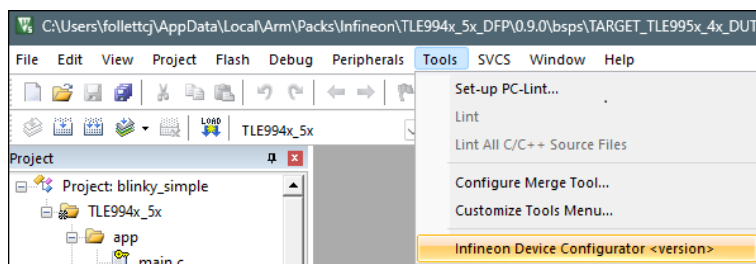 C:\Users\follettcj\AppData\Local\Arm\Packs\Infineon\TLE994x_5x_DFP\0.9.0\bsps\TARGET_TLE995x_4x_DUT
File Edit View Project Flash Debug Peripherals Tools SVCS Window Help
Set-up PC-Lint...
Lint
LOAD TLE994x_5x
Lint All C/C++ Source Files
Project
Project: blinky_simple
Configure Merge Tool...
TLE994x_5x
Customize Tools Menu...
app
Infineon Device Configurator <version>
main.c